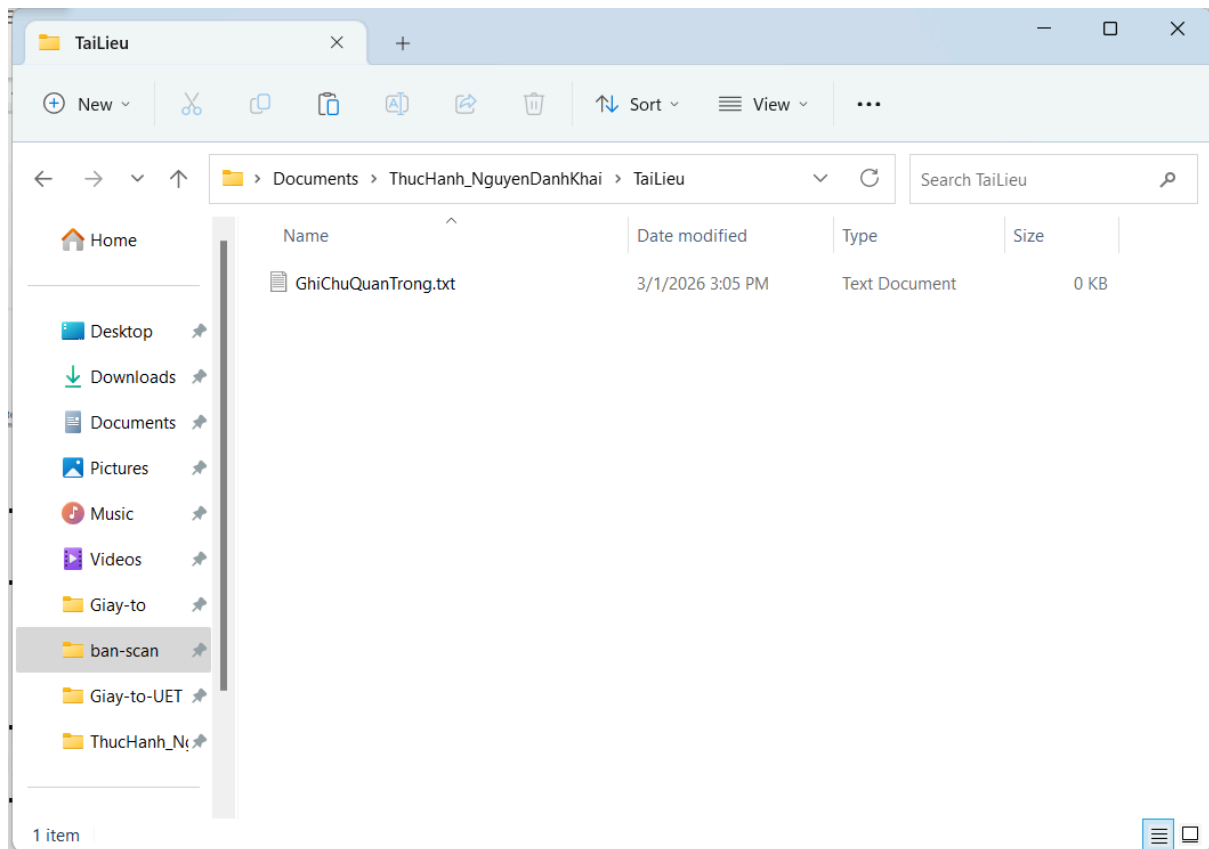 TaiLieu
New
Sort
View
Documents > ThucHanh_NguyenDanhKhai > TaiLieu
Search TaiLieu
Name Date modified Type Size
GhiChuQuanTrong.txt 3/1/2026 3:05 PM Text Document 0 KB
Home
Desktop
Downloads
Documents
Pictures
Music
Videos
Giay-to
ban-scan
Giay-to-UET
1 item